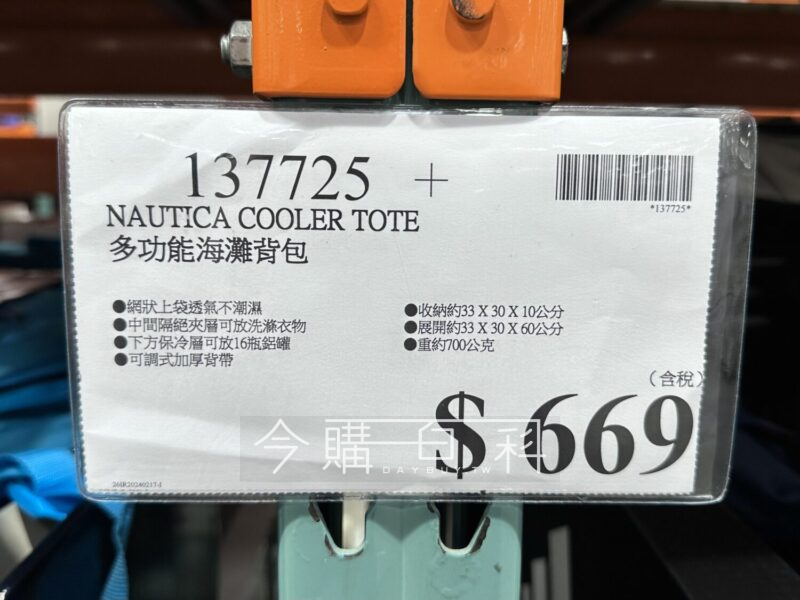 137725 +
*137725*
NAUTICA COOLER TOTE
多功能海灘背包
●網狀上袋透氣不潮濕
●中間隔絕夾層可放洗滌衣物
●下方保冷層可放16瓶鋁罐
●可調式加厚背帶
●收納約33 X 30 X 10公分
●展開約33 X 30 X 60公分
●重約700公克
（含稅）
$ 669
今購百科
DAYBUY.TW